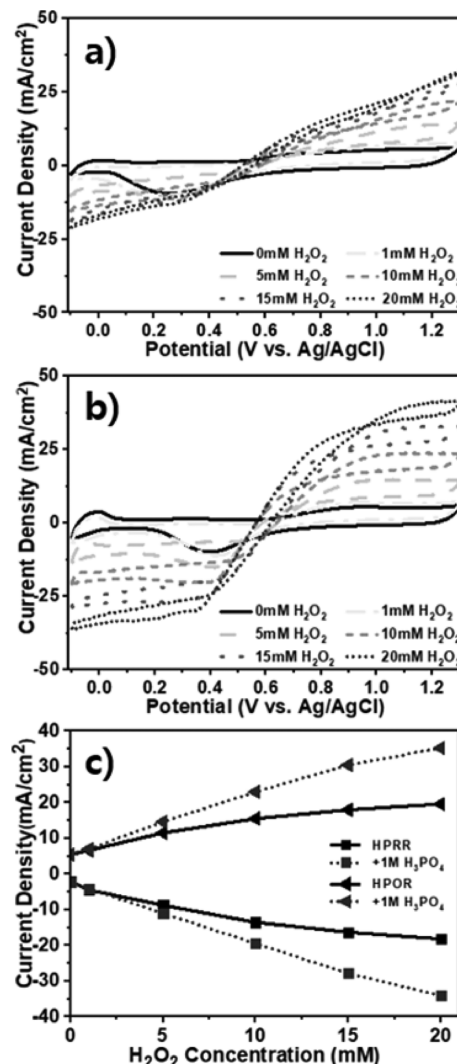 a)
50
25
0
-25
-50
Current Density (mA/cm²)
0mM H₂O₂ 1mM H₂O₂
5mM H₂O₂ 10mM H₂O₂
15mM H₂O₂ 20mM H₂O₂
0.0 0.2 0.4 0.6 0.8 1.0 1.2
Potential (V vs. Ag/AgCl)
b)
50
25
0
-25
-50
Current Density (mA/cm²)
0mM H₂O₂ 1mM H₂O₂
5mM H₂O₂ 10mM H₂O₂
15mM H₂O₂ 20mM H₂O₂
0.0 0.2 0.4 0.6 0.8 1.0 1.2
Potential (V vs. Ag/AgCl)
c)
40
30
20
10
0
-10
-20
-30
-40
Current Density(mA/cm²)
HPRR
+1M H₃PO₄
HPOR
+1M H₃PO₄
0 5 10 15 20
H₂O₂ Concentration (mM)